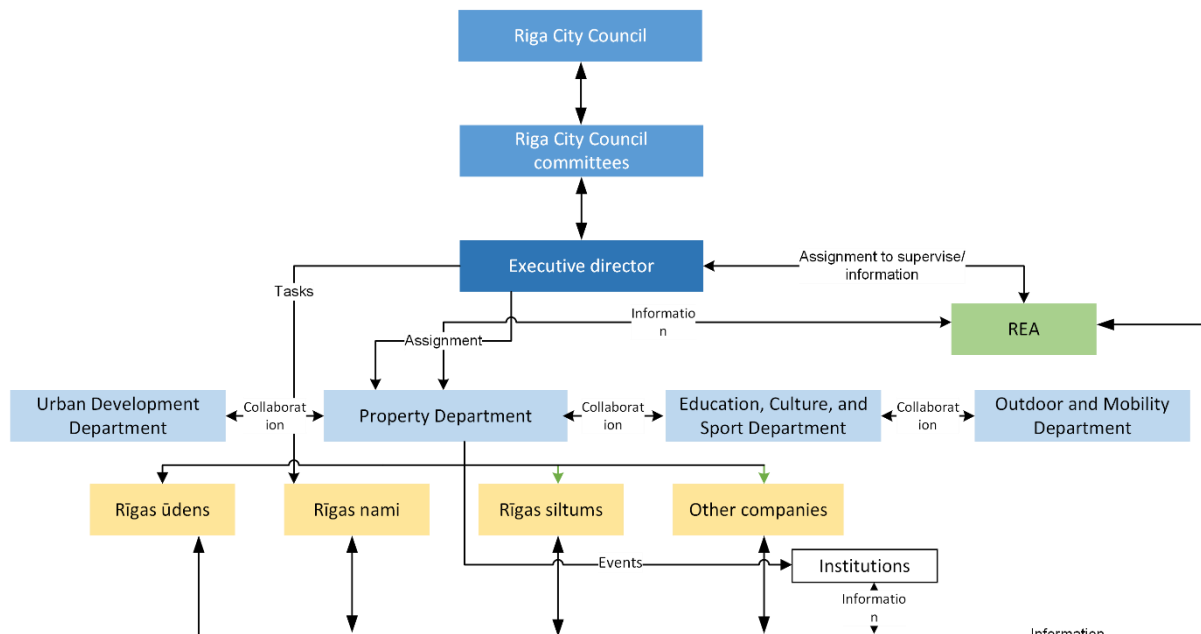 Riga City Council
Riga City Council
committees
Executive director
Assignment to supervise/
information
Tasks
Informatio
n
REA
Assignment
Urban Development
Department
Collaborat
ion
Property Department
Collaborat
ion
Education, Culture, and
Sport Department
Collaborat
ion
Outdoor and Mobility
Department
Rīgas ūdens
Rīgas nami
Rīgas siltums
Other companies
Events
Institutions
Informatio
n
Information